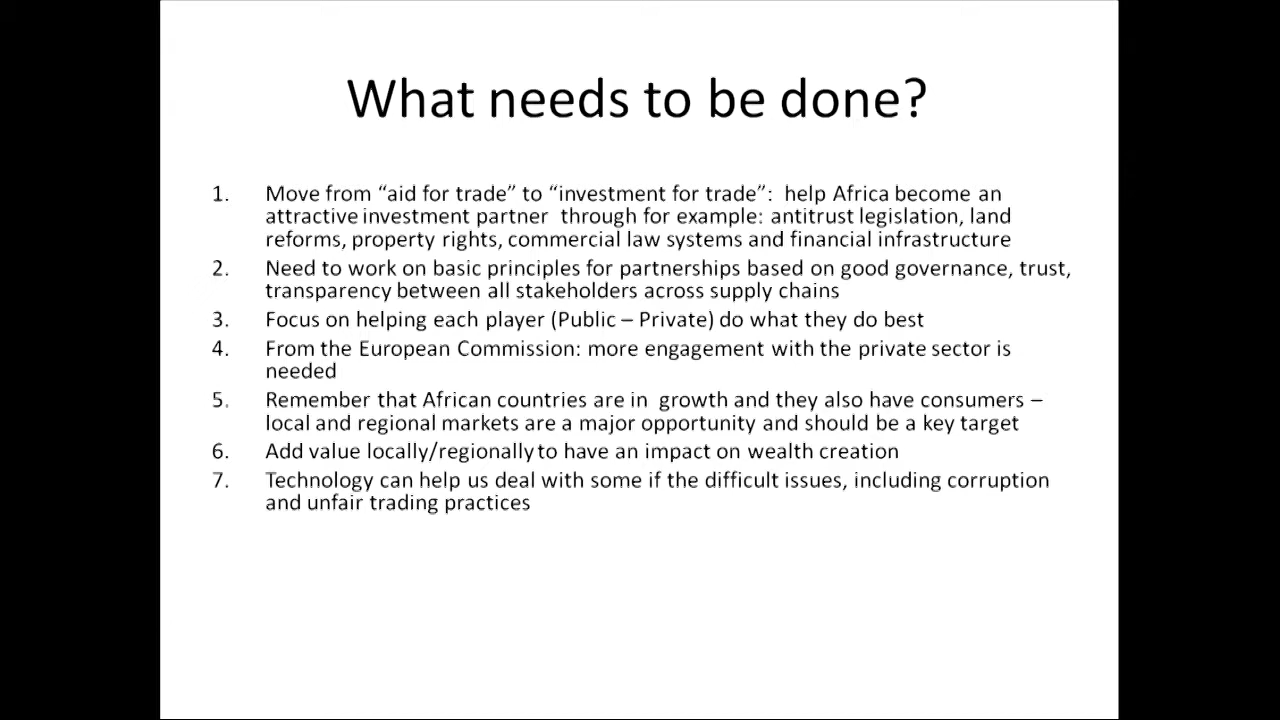 What needs to be done?
1. Move from “aid for trade” to “investment for trade”: help Africa become an
attractive investment partner through for example: antitrust legislation, land
reforms, property rights, commercial law systems and financial infrastructure
2. Need to work on basic principles for partnerships based on good governance, trust,
transparency between all stakeholders across supply chains
3. Focus on helping each player (Public – Private) do what they do best
4. From the European Commission: more engagement with the private sector is
needed
5. Remember that African countries are in growth and they also have consumers –
local and regional markets are a major opportunity and should be a key target
6. Add value locally/regionally to have an impact on wealth creation
7. Technology can help us deal with some if the difficult issues, including corruption
and unfair trading practices